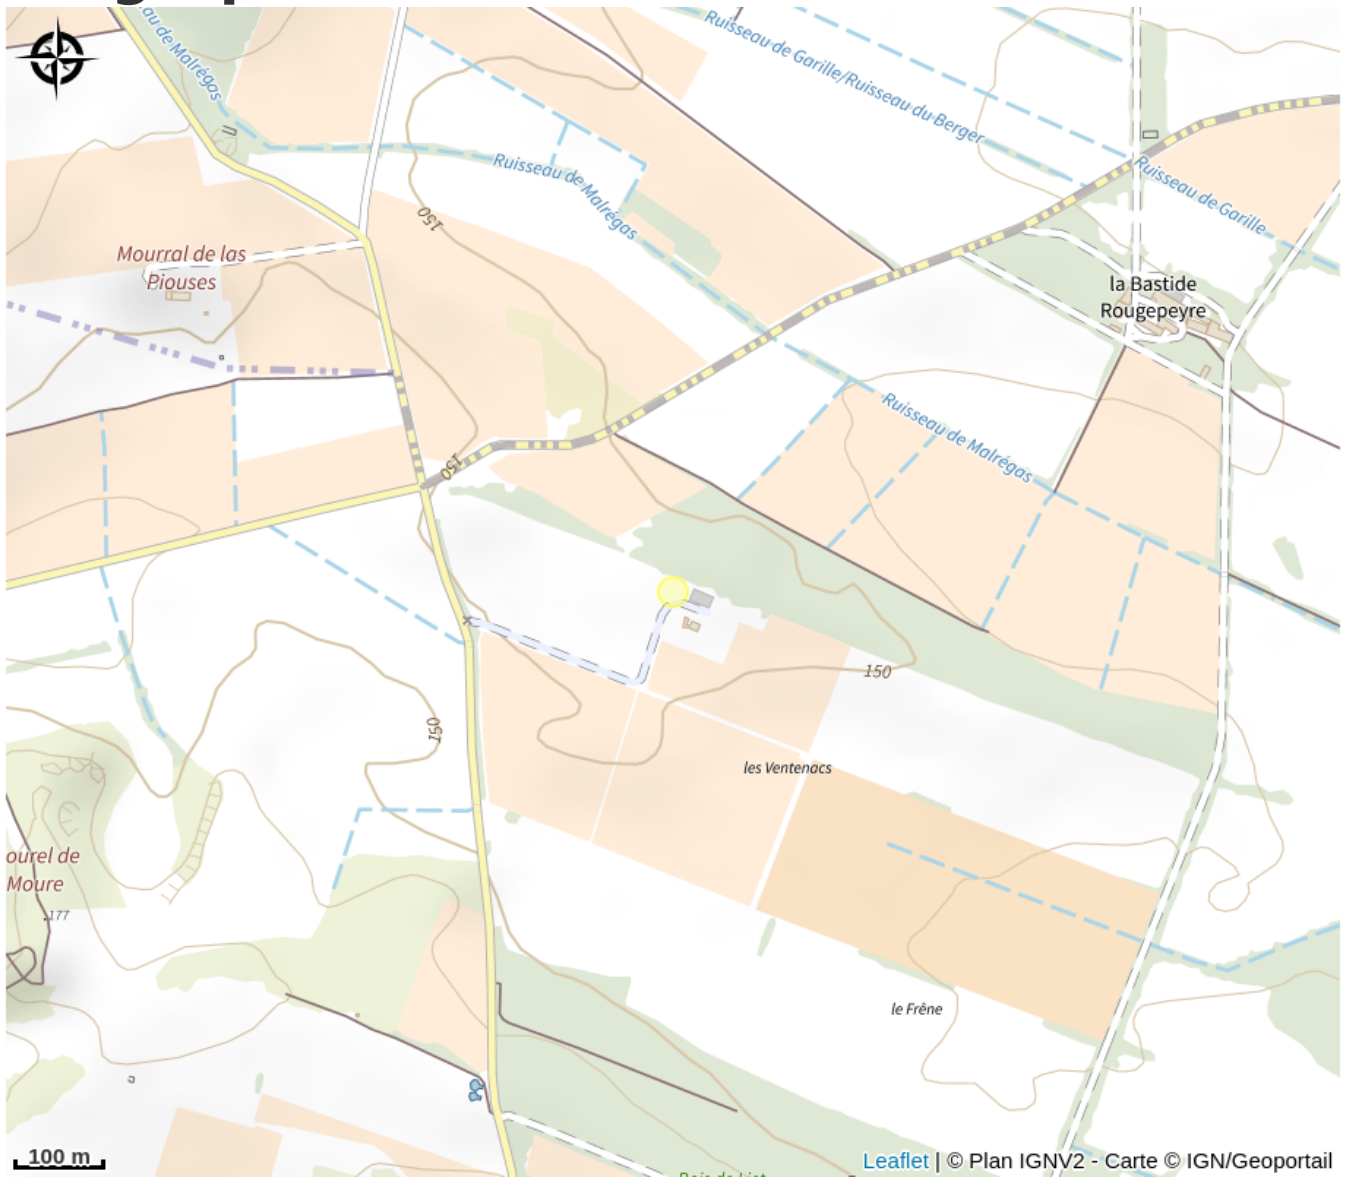 au de Malrégas
Ruisseau de Garille/Ruisseau du Berger
Ruisseau de Malrégas
Ruisseau de Garille
150
Mourral de las
Piouses
la Bastide
Rougepeyre
Ruisseau de Malrégas
150
150
150
les Ventenacs
ourel de
Moure
177
le Frêne
100 m
Leaflet | © Plan IGNV2 - Carte © IGN/Geoportail